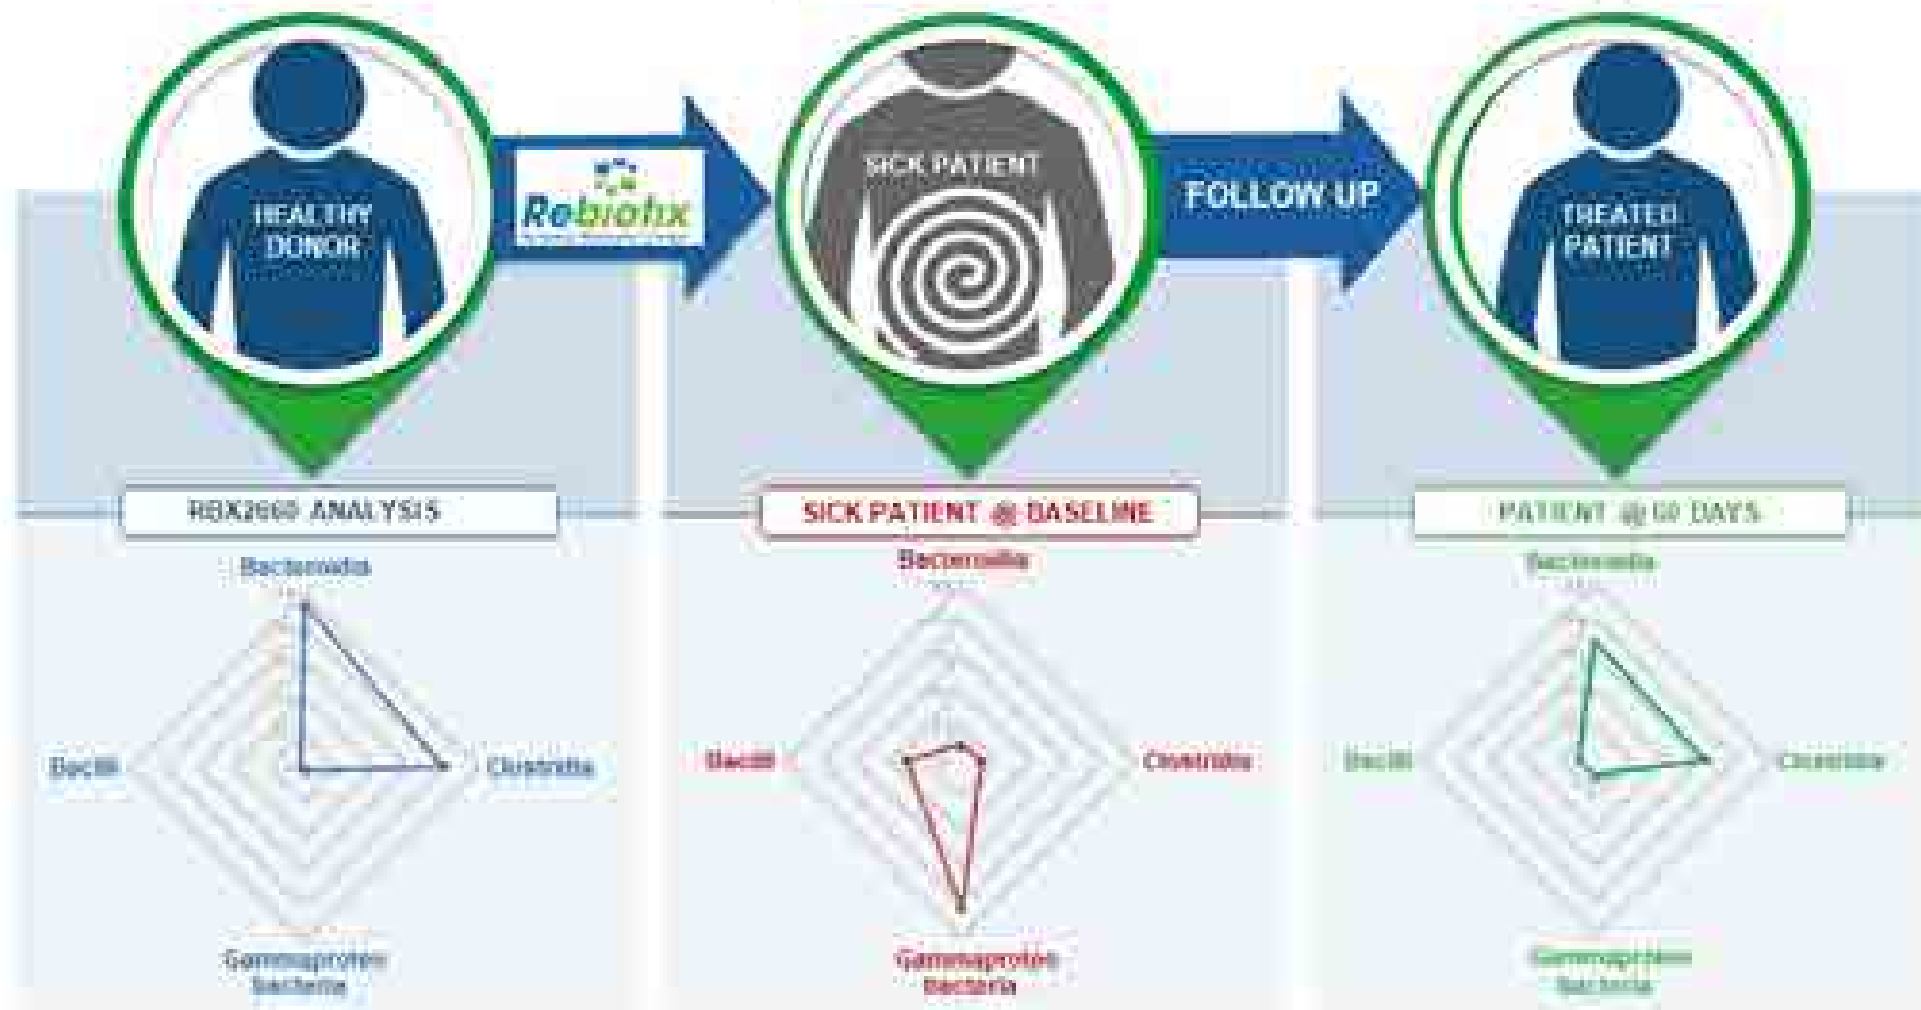 HEALTHY
DONOR
Rebiotix
SICK PATIENT
FOLLOW UP
TREATED
PATIENT
RBX2660 ANALYSIS
SICK PATIENT @ BASELINE
PATIENT @ 60 DAYS
Bacteroidia
Bacteroidia
Bacteroidia
Bacilli
Clostridia
Bacilli
Clostridia
Bacilli
Clostridia
Gammaproteo
bacteria
Gammaproteo
bacteria
Gammaproteo
bacteria